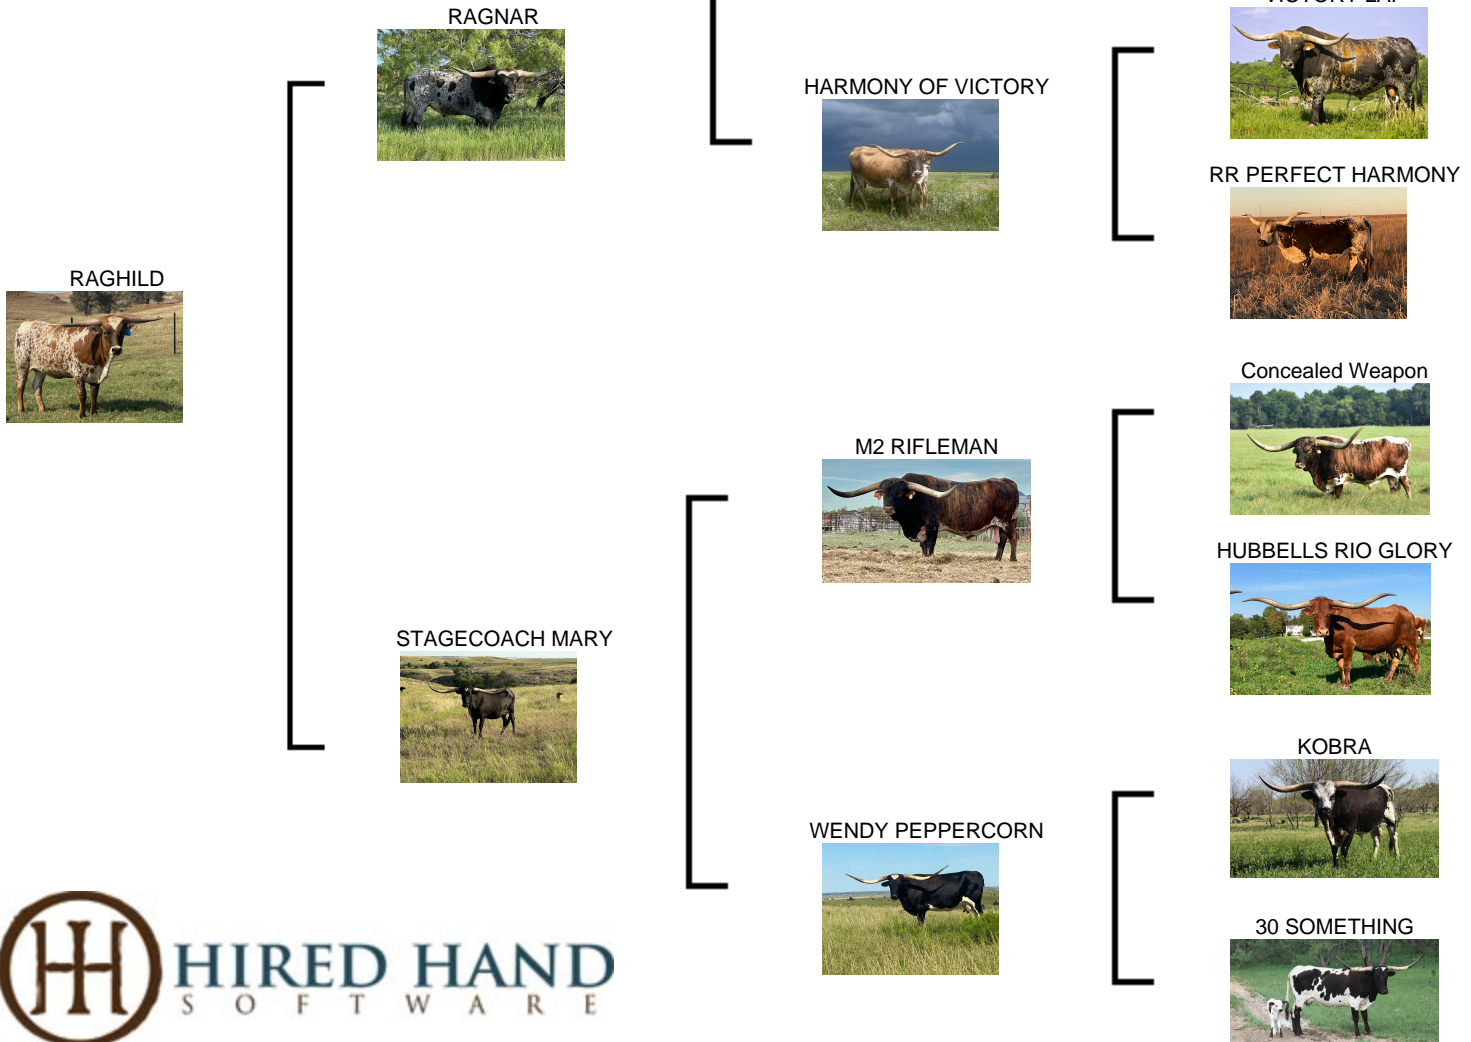 RAGNAR
HARMONY OF VICTORY
RR PERFECT HARMONY
RAGHILD
Concealed Weapon
M2 RIFLEMAN
HUBBELLS RIO GLORY
STAGECOACH MARY
KOBRA
WENDY PEPPERCORN
30 SOMETHING
HIRED HAND
SOFTWARE